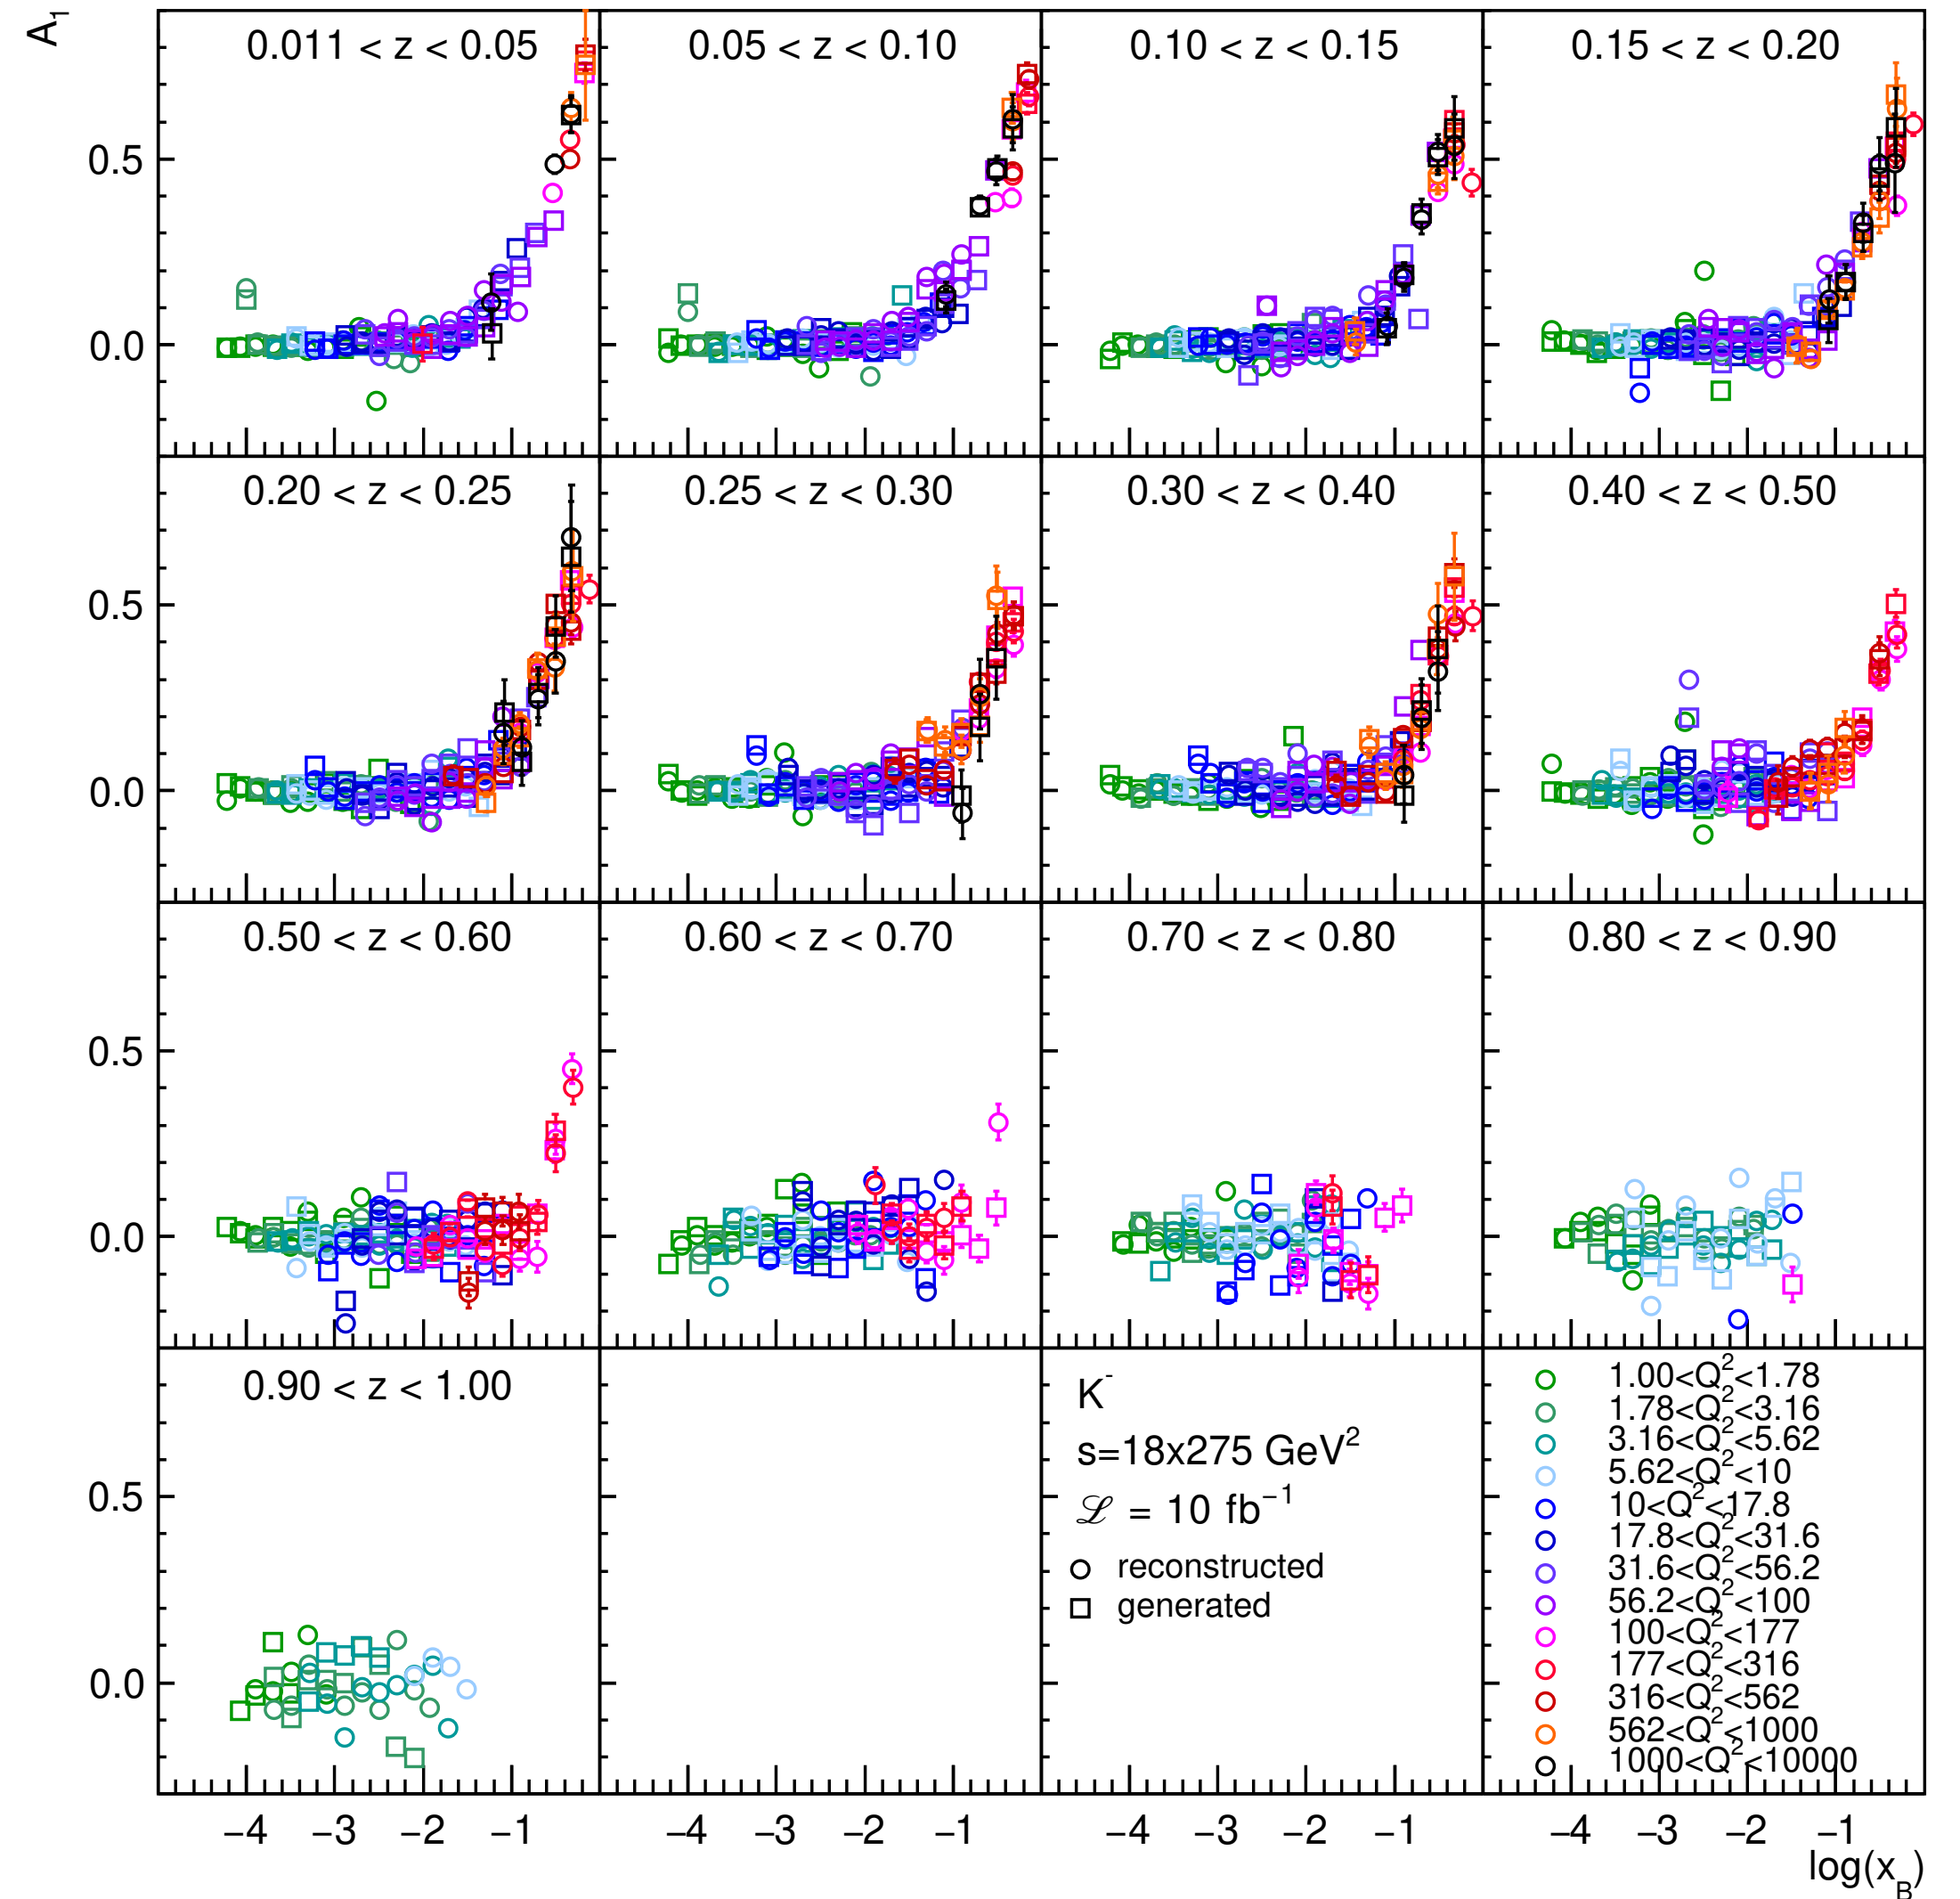 A₁
0.011 < z < 0.05
0.05 < z < 0.10
0.10 < z < 0.15
0.15 < z < 0.20
0.5
0.0
0.20 < z < 0.25
0.25 < z < 0.30
0.30 < z < 0.40
0.40 < z < 0.50
0.5
0.0
0.50 < z < 0.60
0.60 < z < 0.70
0.70 < z < 0.80
0.80 < z < 0.90
0.5
0.0
0.90 < z < 1.00
0.5
0.0
K⁻
s=18x275 GeV²
ℒ = 10 fb⁻¹
reconstructed
generated
1.00<Q²<1.78
1.78<Q²<3.16
3.16<Q²<5.62
5.62<Q²<10
10<Q²<17.8
17.8<Q²<31.6
31.6<Q²<56.2
56.2<Q²<100
100<Q²<177
177<Q²<316
316<Q²<562
562<Q²<1000
1000<Q²<10000
−4 −3 −2 −1 −4 −3 −2 −1 −4 −3 −2 −1 −4 −3 −2 −1
log(x_B)